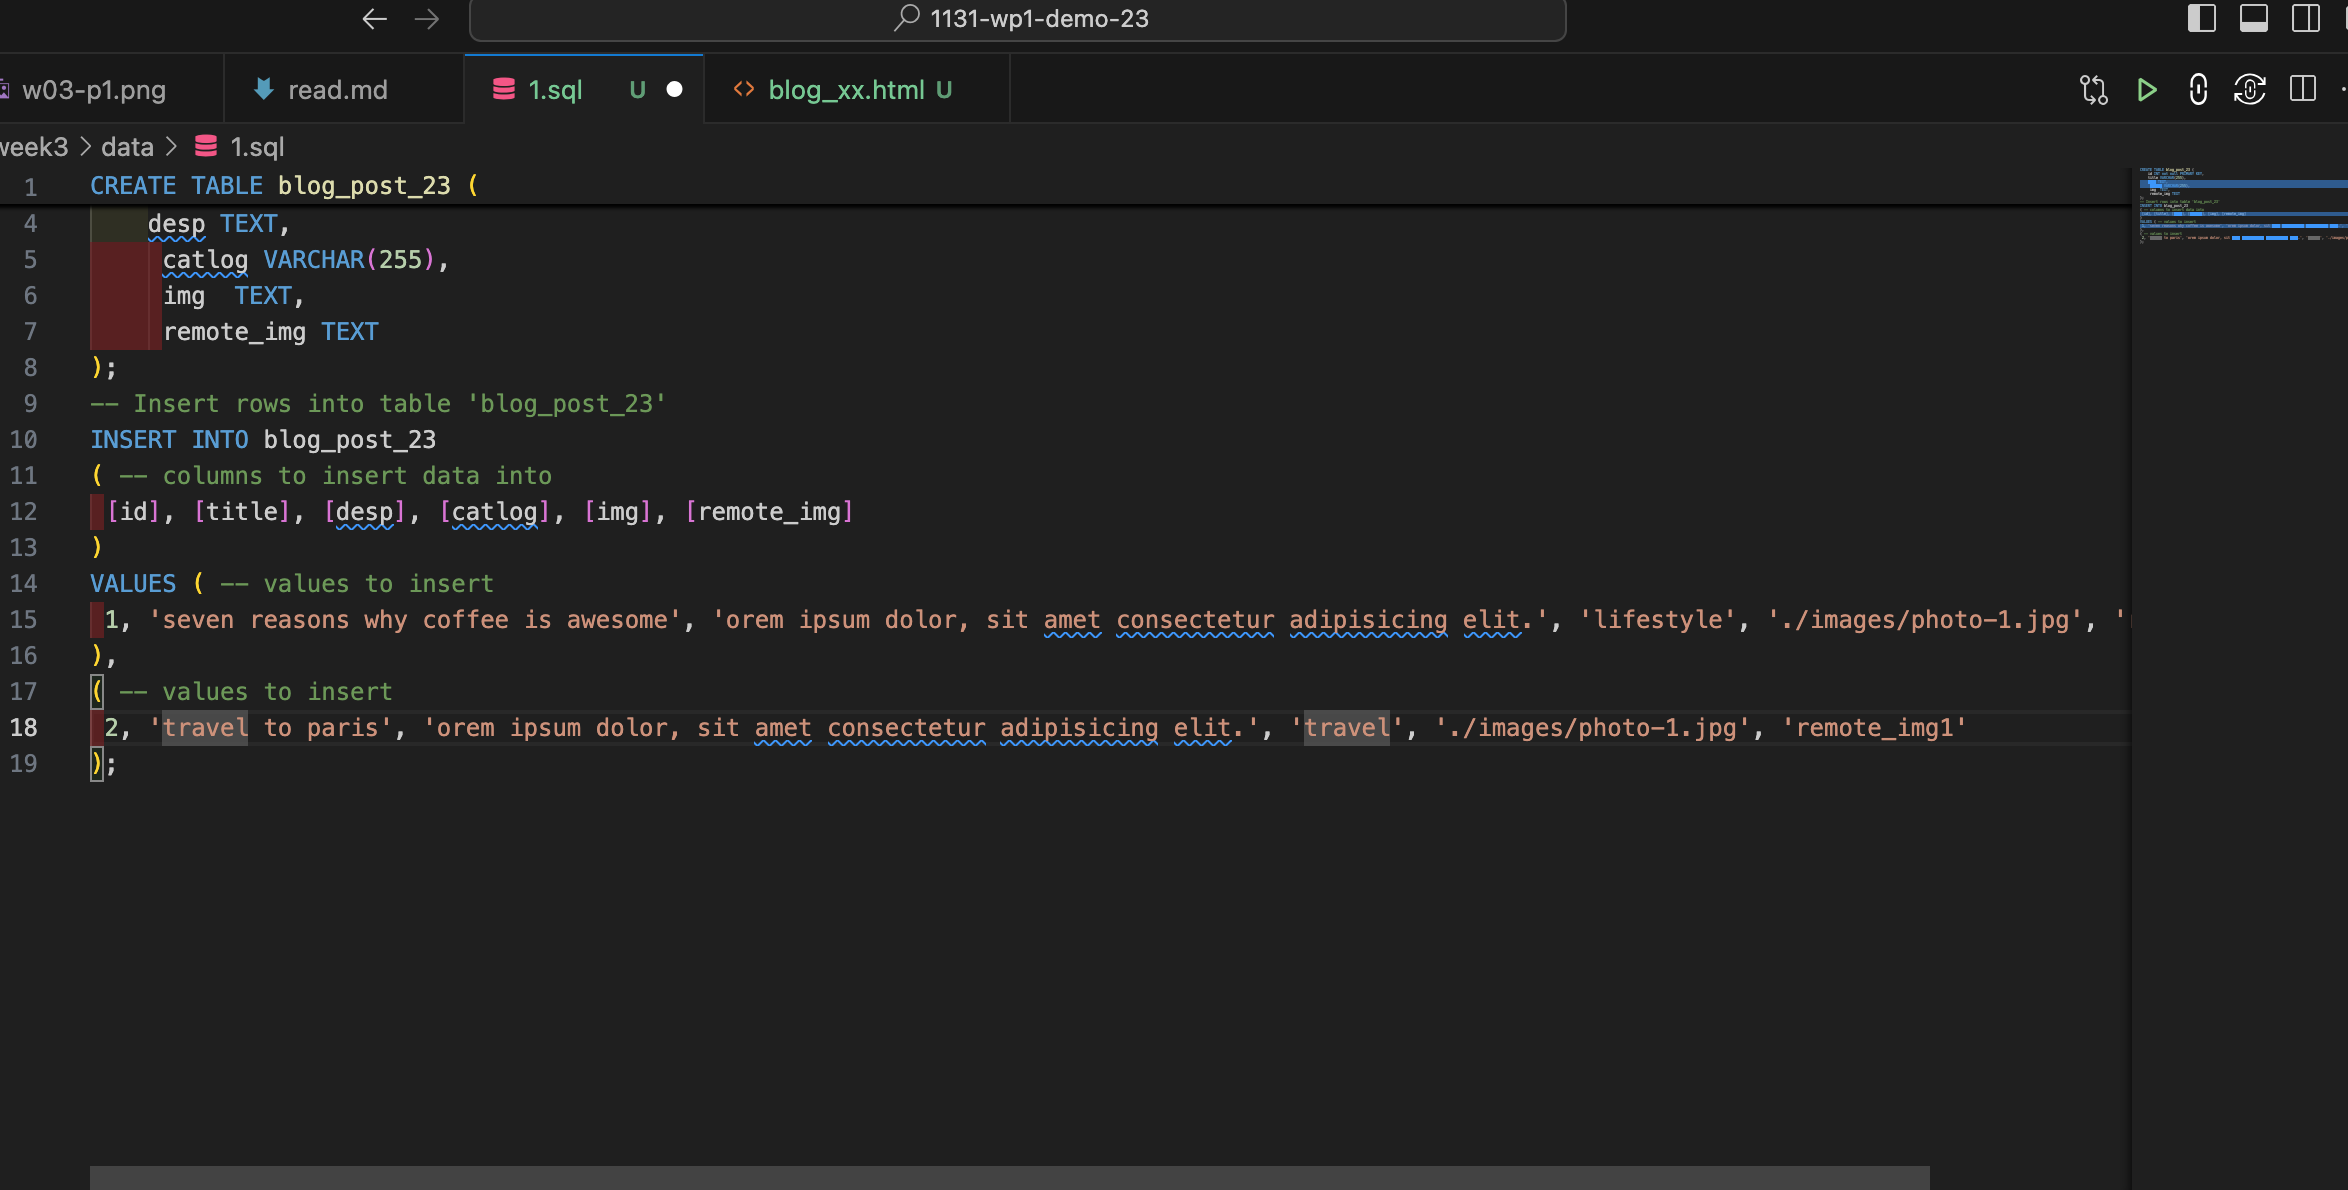 1131-wp1-demo-23
w03-p1.png read.md 1.sql U blog_xx.html U
week3 > data > 1.sql
1 CREATE TABLE blog_post_23 (
4 desp TEXT,
5 catlog VARCHAR(255),
6 img  TEXT,
7 remote_img TEXT
8 );
9 -- Insert rows into table 'blog_post_23'
10 INSERT INTO blog_post_23
11 ( -- columns to insert data into
12 [id], [title], [desp], [catlog], [img], [remote_img]
13 )
14 VALUES ( -- values to insert
15 1, 'seven reasons why coffee is awesome', 'orem ipsum dolor, sit amet consectetur adipisicing elit.', 'lifestyle', './images/photo-1.jpg', '
16 ),
17 ( -- values to insert
18 2, 'travel to paris', 'orem ipsum dolor, sit amet consectetur adipisicing elit.', 'travel', './images/photo-1.jpg', 'remote_img1'
19 );